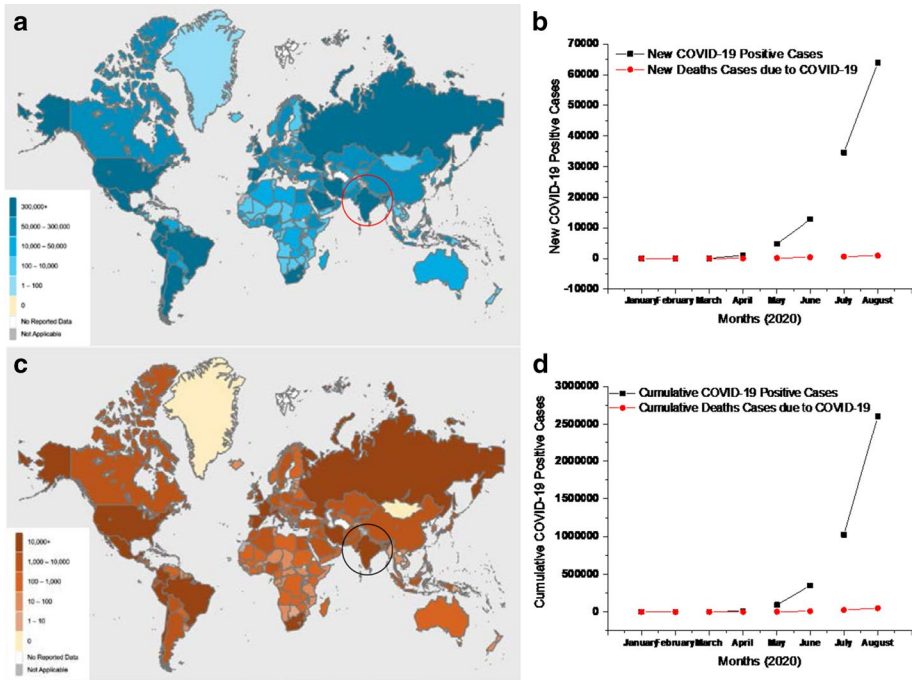 a
300,000+
50,000 – 300,000
10,000 – 50,000
100 – 10,000
1 – 100
0
No Reported Data
Not Applicable
b
New COVID-19 Positive Cases
New Deaths Cases due to COVID-19
New COVID-19 Positive Cases
70000
60000
50000
40000
30000
20000
10000
0
-10000
January February March April May June July August
Months (2020)
c
10,000+
1,000 – 10,000
100 – 1,000
10 – 100
1 – 10
0
No Reported Data
Not Applicable
d
Cumulative COVID-19 Positive Cases
Cumulative Deaths Cases due to COVID-19
Cumulative COVID-19 Positive Cases
3000000
2500000
2000000
1500000
1000000
500000
0
January February March April May June July August
Months (2020)